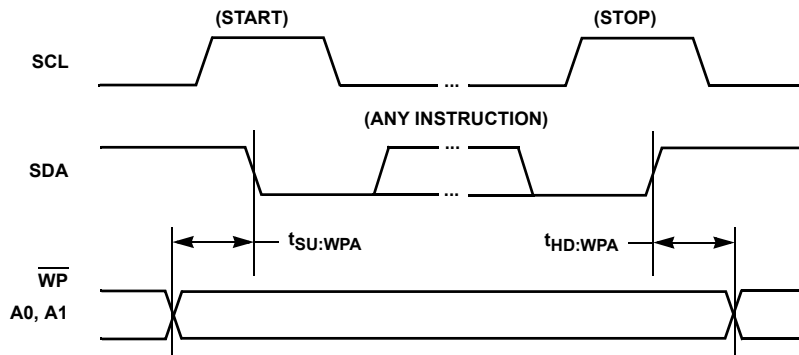 (START) (STOP)
SCL
...
(ANY INSTRUCTION)
...
SDA
...
tSU:WPA tHD:WPA
WP
A0, A1